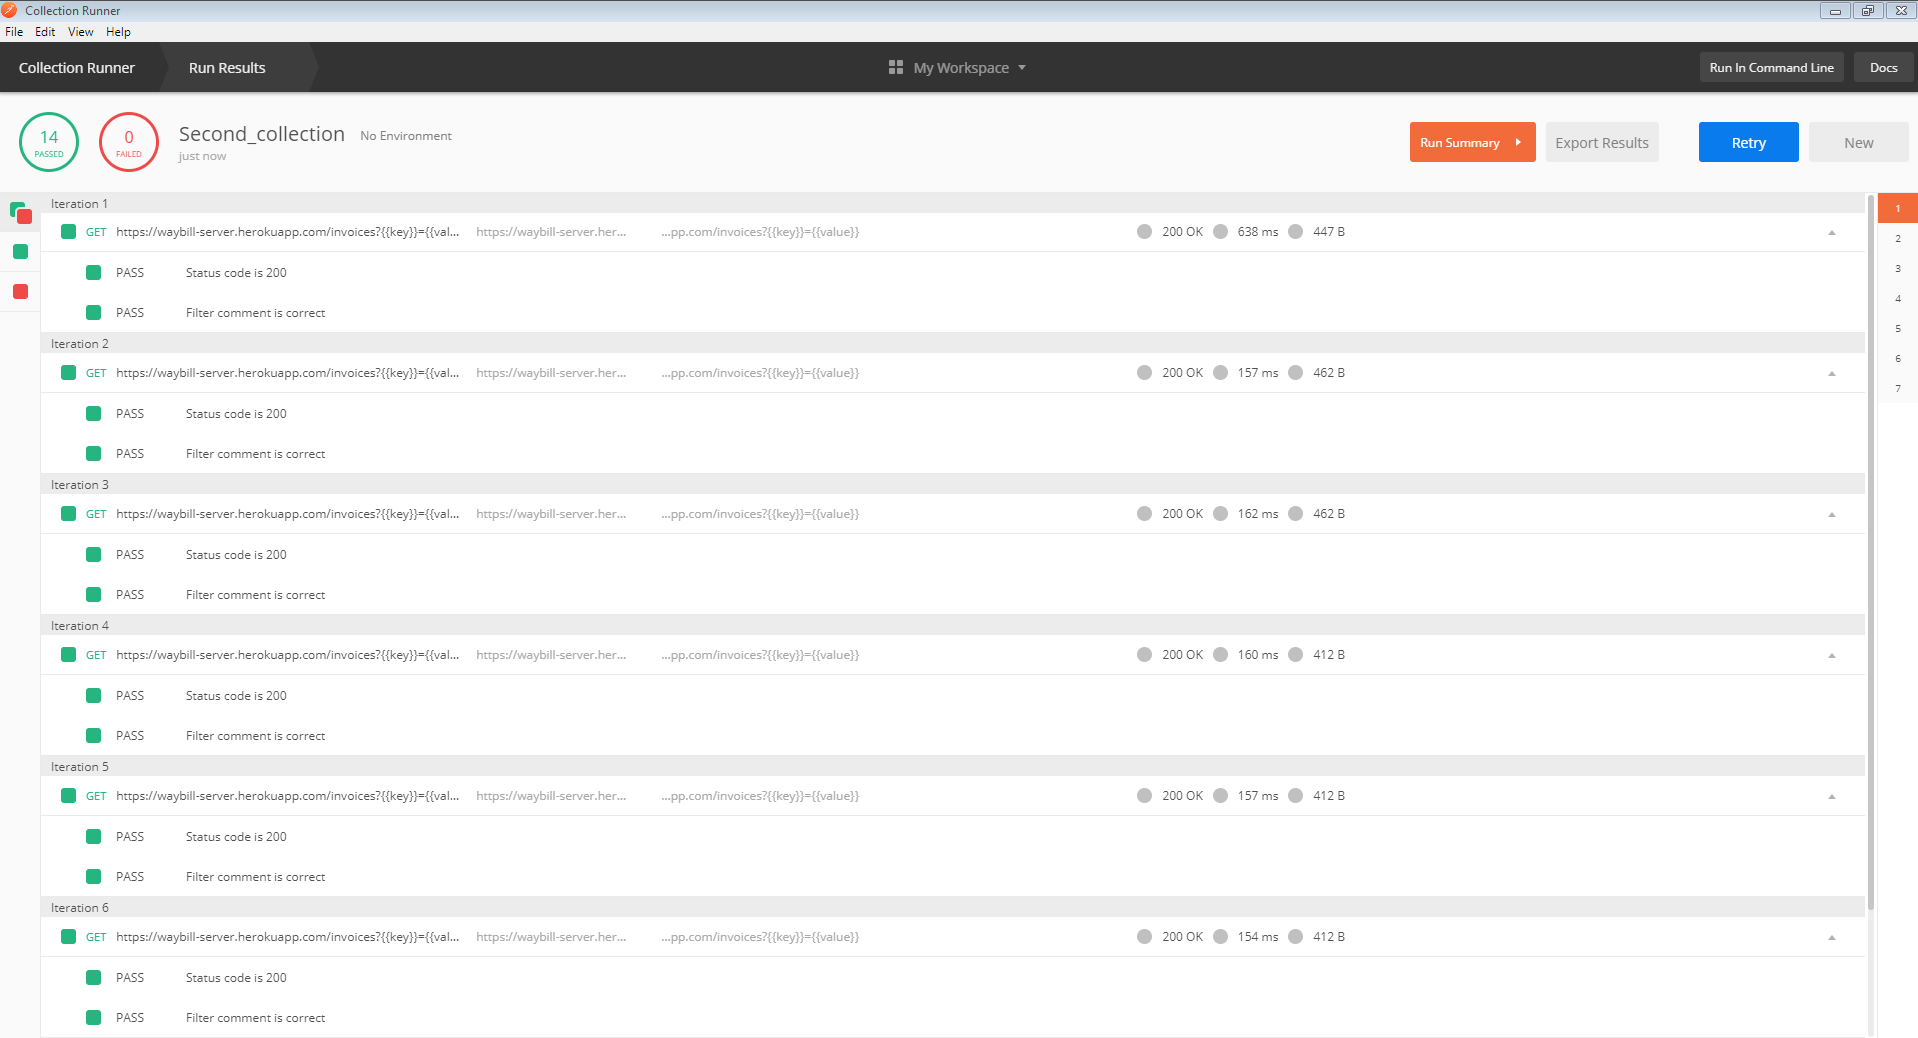 Collection Runner
File Edit View Help
Collection Runner Run Results My Workspace Run In Command Line Docs
14 PASSED 0 FAILED Second_collection No Environment just now Run Summary Export Results Retry New
Iteration 1
GET https://waybill-server.herokuapp.com/invoices?{{key}}={{val... https://waybill-server.her... ...pp.com/invoices?{{key}}={{value}} 200 OK 638 ms 447 B
PASS Status code is 200
PASS Filter comment is correct
Iteration 2
GET https://waybill-server.herokuapp.com/invoices?{{key}}={{val... https://waybill-server.her... ...pp.com/invoices?{{key}}={{value}} 200 OK 157 ms 462 B
PASS Status code is 200
PASS Filter comment is correct
Iteration 3
GET https://waybill-server.herokuapp.com/invoices?{{key}}={{val... https://waybill-server.her... ...pp.com/invoices?{{key}}={{value}} 200 OK 162 ms 462 B
PASS Status code is 200
PASS Filter comment is correct
Iteration 4
GET https://waybill-server.herokuapp.com/invoices?{{key}}={{val... https://waybill-server.her... ...pp.com/invoices?{{key}}={{value}} 200 OK 160 ms 412 B
PASS Status code is 200
PASS Filter comment is correct
Iteration 5
GET https://waybill-server.herokuapp.com/invoices?{{key}}={{val... https://waybill-server.her... ...pp.com/invoices?{{key}}={{value}} 200 OK 157 ms 412 B
PASS Status code is 200
PASS Filter comment is correct
Iteration 6
GET https://waybill-server.herokuapp.com/invoices?{{key}}={{val... https://waybill-server.her... ...pp.com/invoices?{{key}}={{value}} 200 OK 154 ms 412 B
PASS Status code is 200
PASS Filter comment is correct
1
2
3
4
5
6
7